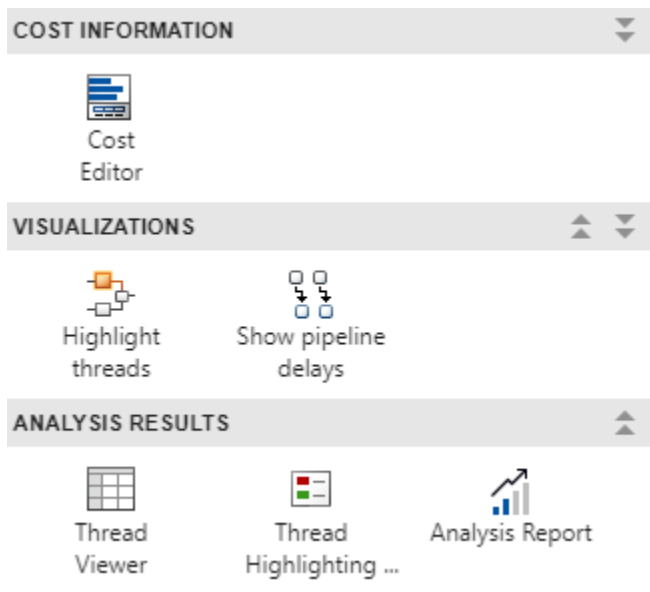 COST INFORMATION
Cost
Editor
VISUALIZATIONS
Highlight
threads
Show pipeline
delays
ANALYSIS RESULTS
Thread
Viewer
Thread
Highlighting ...
Analysis Report